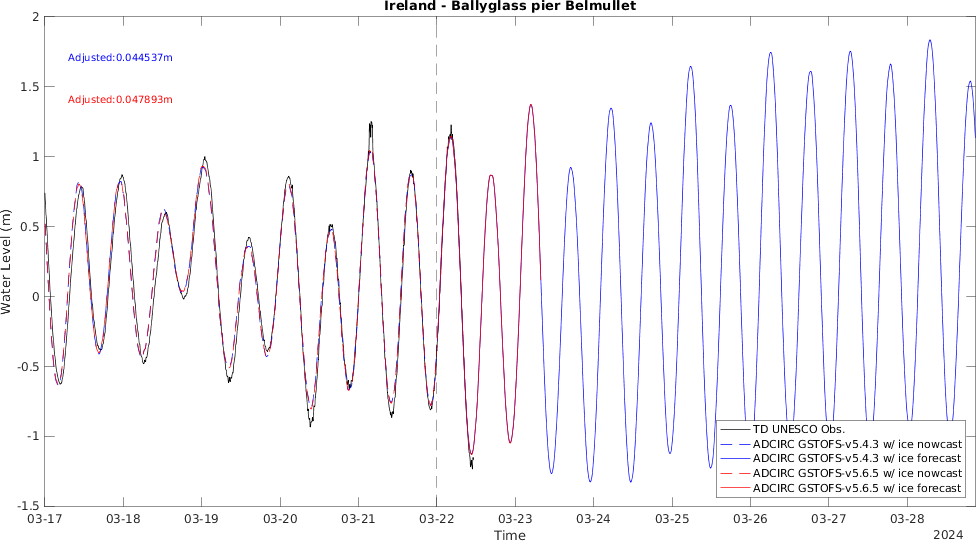 Ireland - Ballyglass pier Belmullet
Adjusted:0.044537m
Adjusted:0.047893m
Water Level (m)
2
1.5
1
0.5
0
-0.5
-1
-1.5
TD UNESCO Obs.
ADCIRC GSTOFS-v5.4.3 w/ ice nowcast
ADCIRC GSTOFS-v5.4.3 w/ ice forecast
ADCIRC GSTOFS-v5.6.5 w/ ice nowcast
ADCIRC GSTOFS-v5.6.5 w/ ice forecast
03-17 03-18 03-19 03-20 03-21 03-22 03-23 03-24 03-25 03-26 03-27 03-28
Time
2024